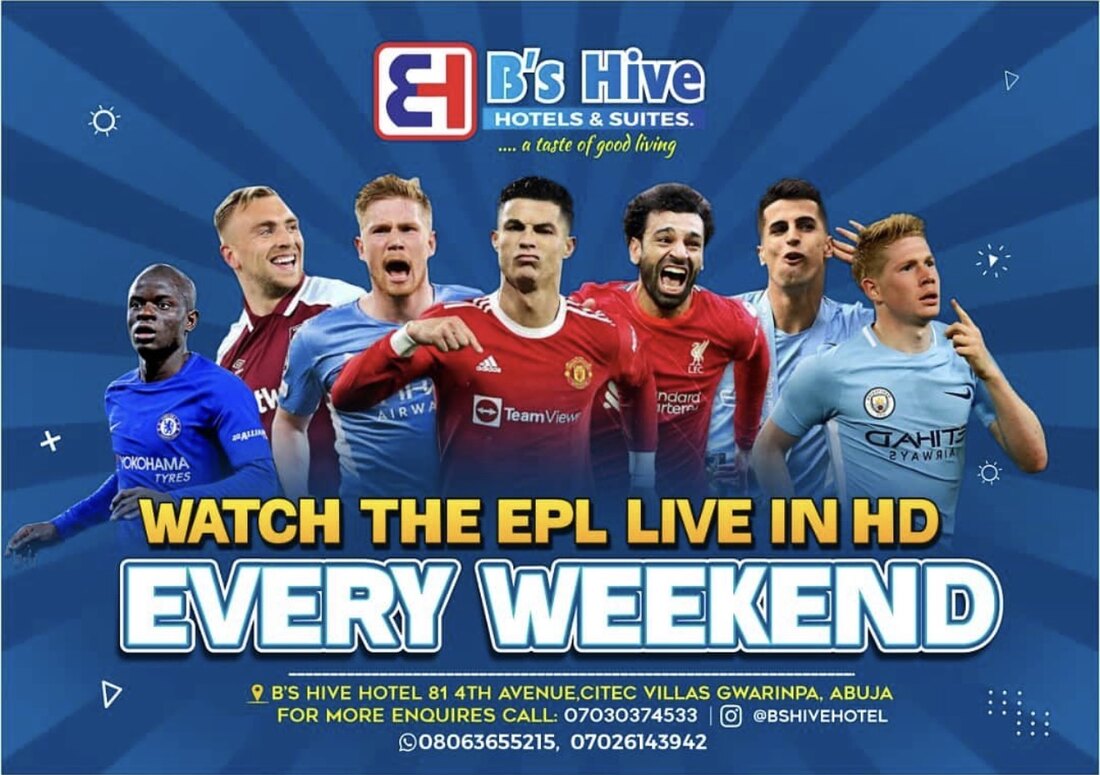 B's Hive
HOTELS & SUITES.
.... a taste of good living
YOKOHAMA
TYRES
adidas
TeamViewer
L.F.C.
ETIHAD
AIRWAYS
WATCH THE EPL LIVE IN HD
EVERY WEEKEND
B'S HIVE HOTEL 81 4TH AVENUE,CITEC VILLAS GWARINPA, ABUJA
FOR MORE ENQUIRES CALL: 07030374533 | @BSHIVEHOTEL
08063655215, 07026143942